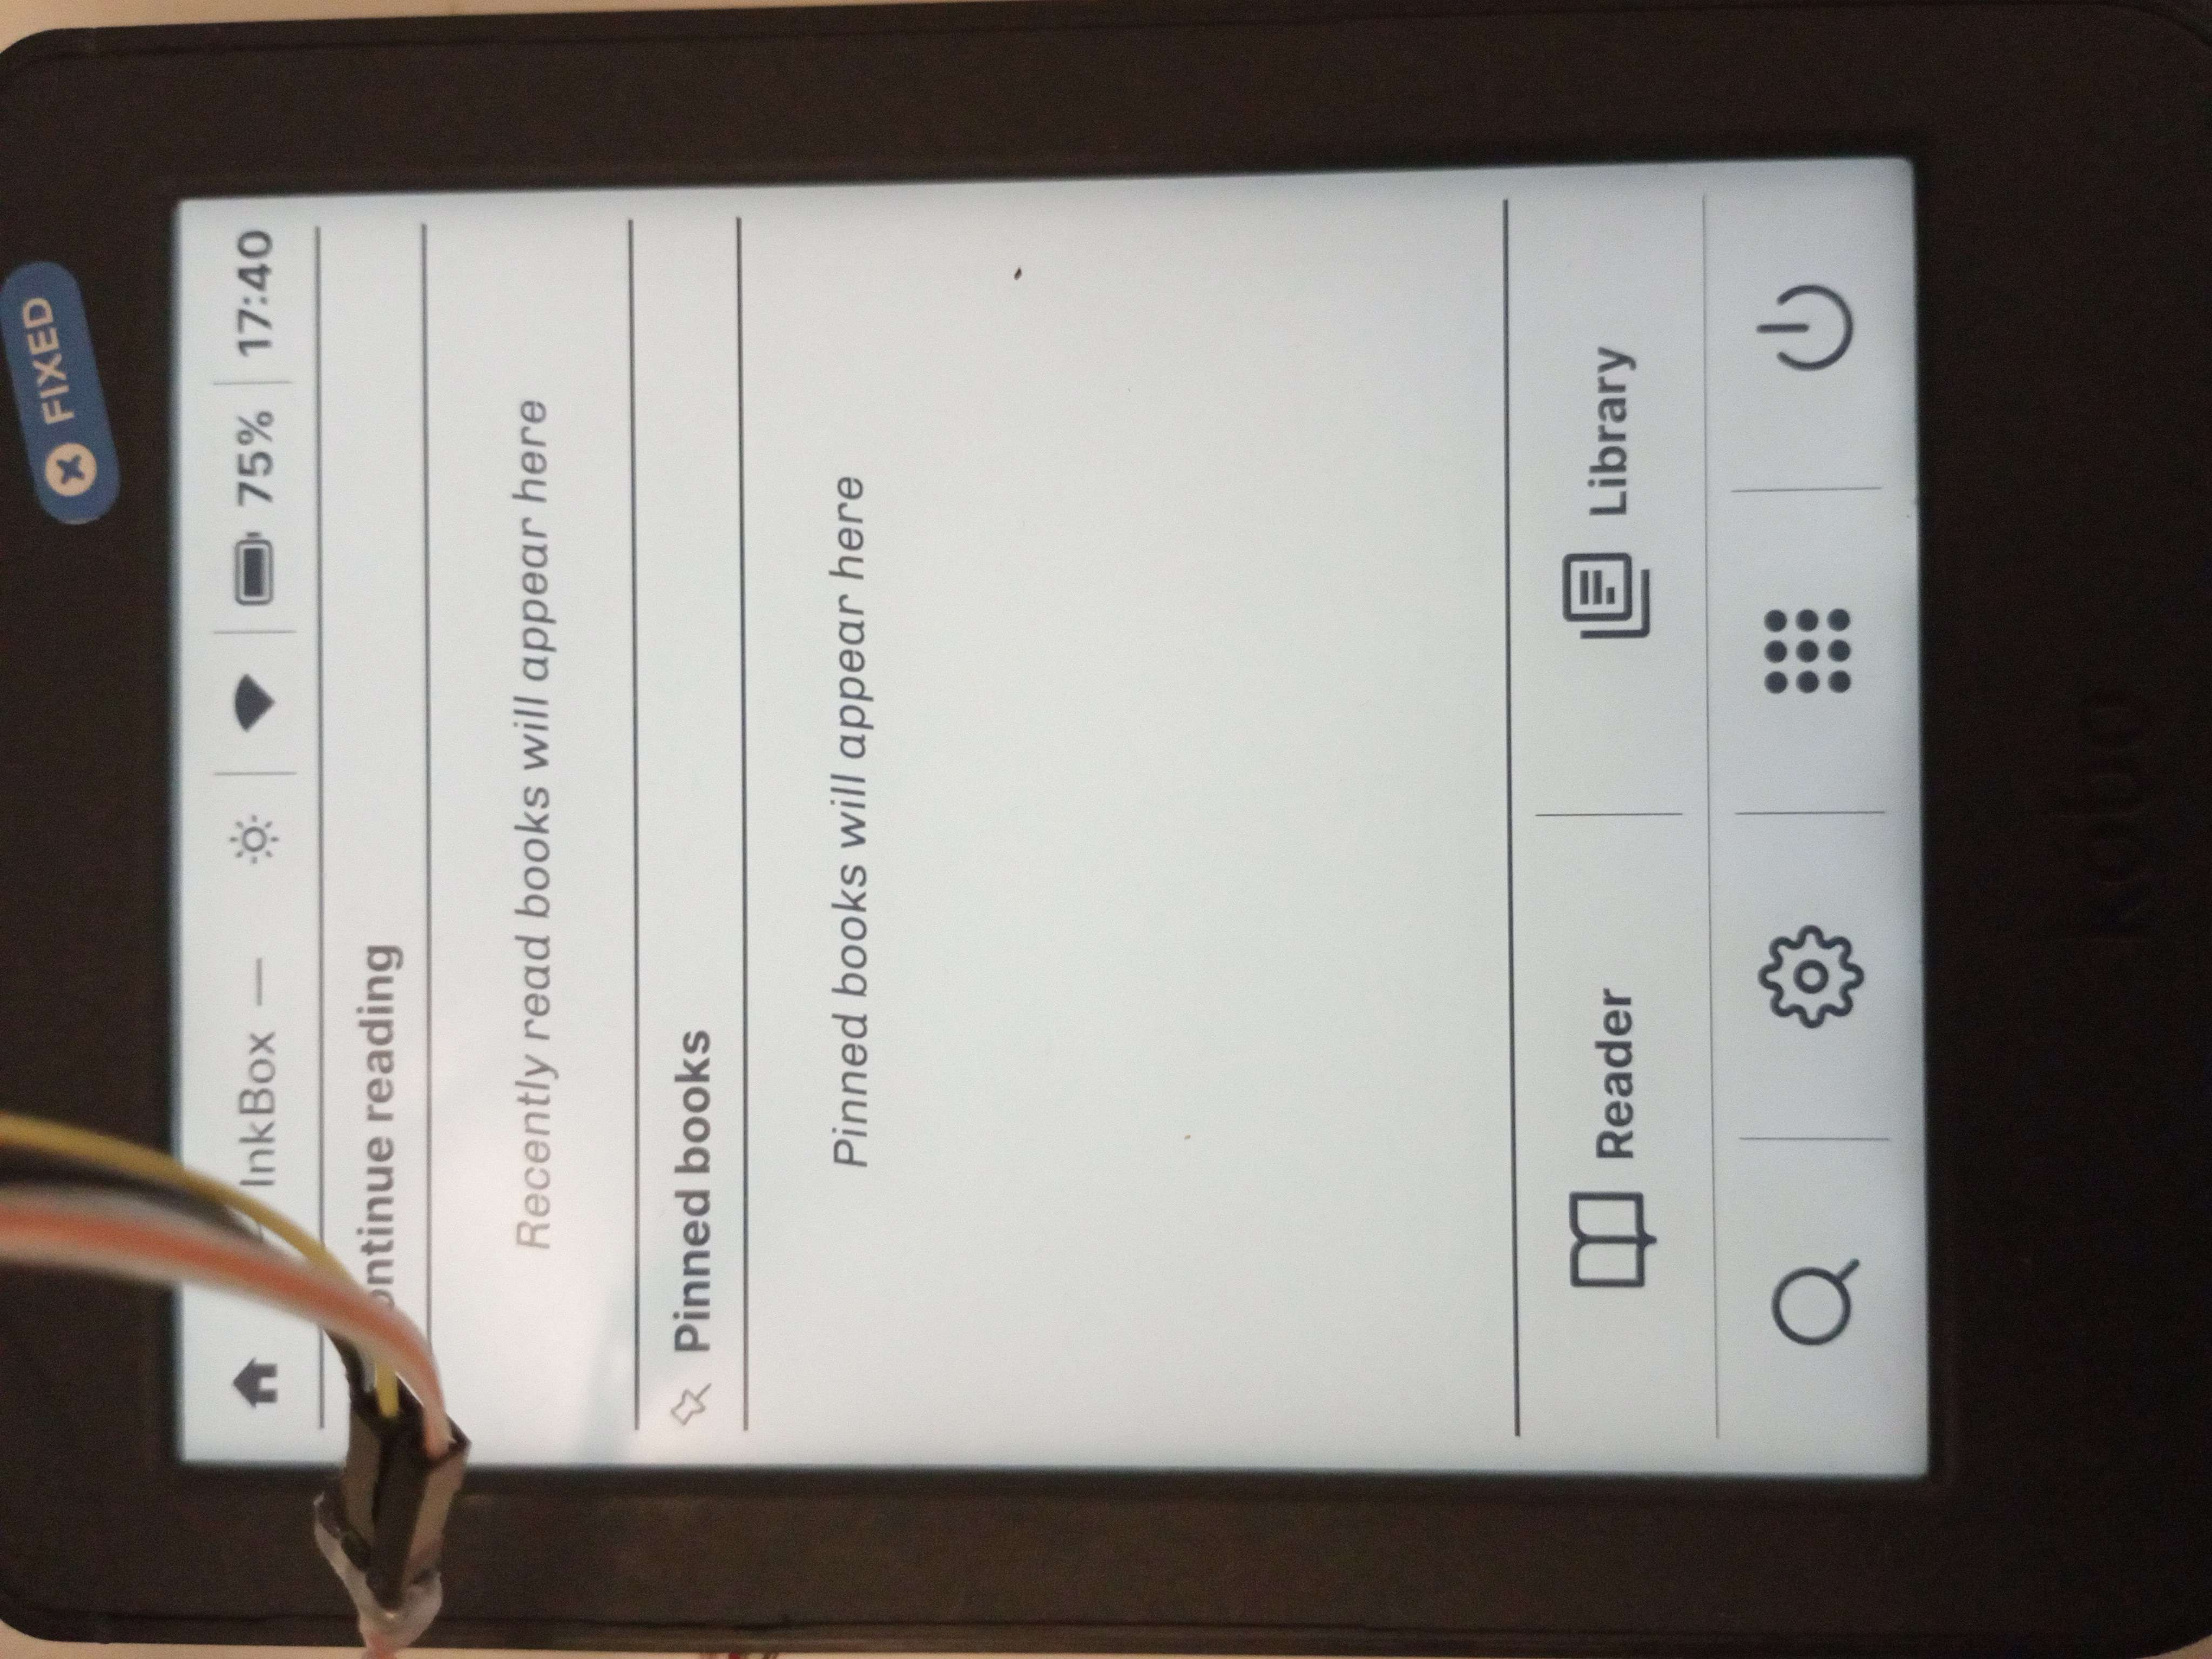 FIXED
InkBox — 75% 17:40
ontinue reading
Recently read books will appear here
Pinned books
Pinned books will appear here
Reader Library
kobo